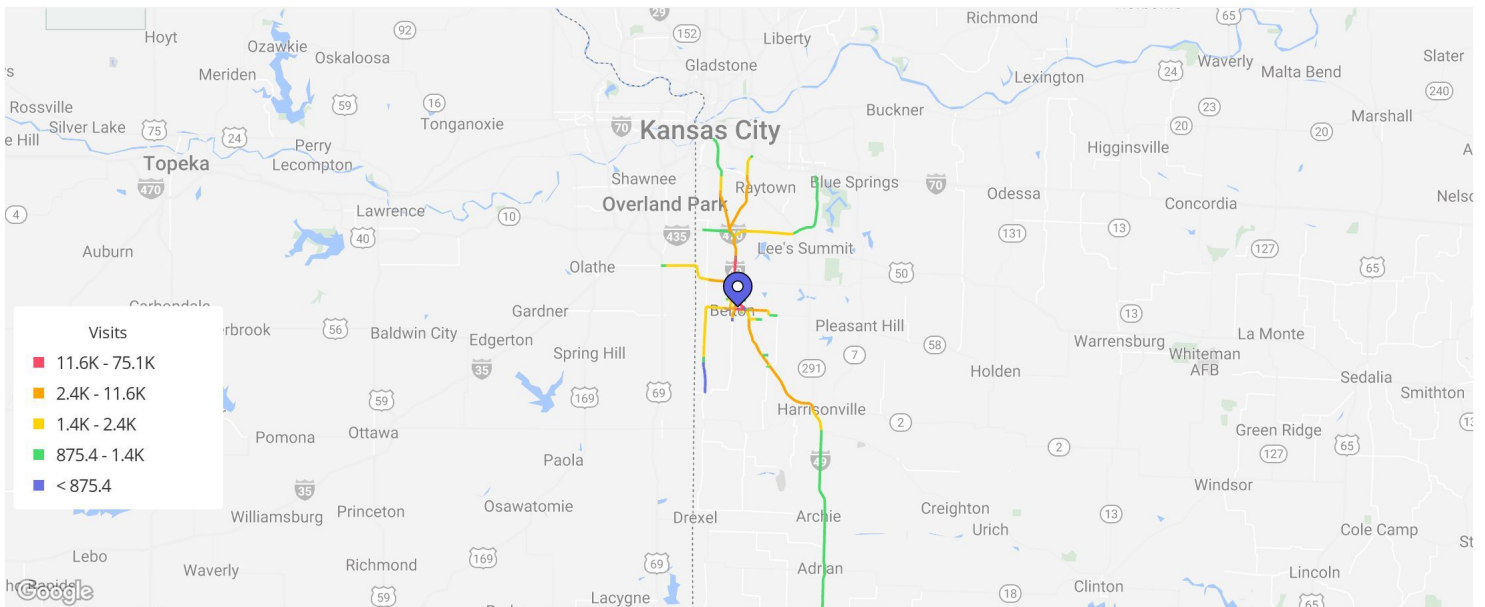 29
65
Richmond
Hoyt
92
152
Liberty
Ozawkie
Oskaloosa
Gladstone
Slater
Waverly
Malta Bend
Meriden
24
Lexington
240
Rossville
59
16
Buckner
23
Marshall
Silver Lake
75
24
Tonganoxie
70
Kansas City
20
20
e Hill
Perry
Higginsville
Topeka
Lecompton
470
Shawnee
Raytown
Blue Springs
70
Odessa
Concordia
4
Lawrence
10
Overland Park
13
40
435
470
131
Auburn
Lee's Summit
127
Olathe
50
65
Carbondale
Gardner
Belton
13
Visits
erbrook
56
Baldwin City
Edgerton
Pleasant Hill
58
Warrensburg
La Monte
11.6K - 75.1K
35
Spring Hill
7
Whiteman
AFB
291
Holden
Sedalia
2.4K - 11.6K
59
169
69
Smithton
1.4K - 2.4K
Harrisonville
2
Pomona
Ottawa
Green Ridge
65
2
127
875.4 - 1.4K
Paola
49
< 875.4
35
Windsor
Osawatomie
Creighton
13
Williamsburg
Princeton
Drexel
Archie
Urich
Cole Camp
Lebo
169
69
Waverly
Richmond
Adrian
Lincoln
Google
59
Lacygne
18
Clinton
65